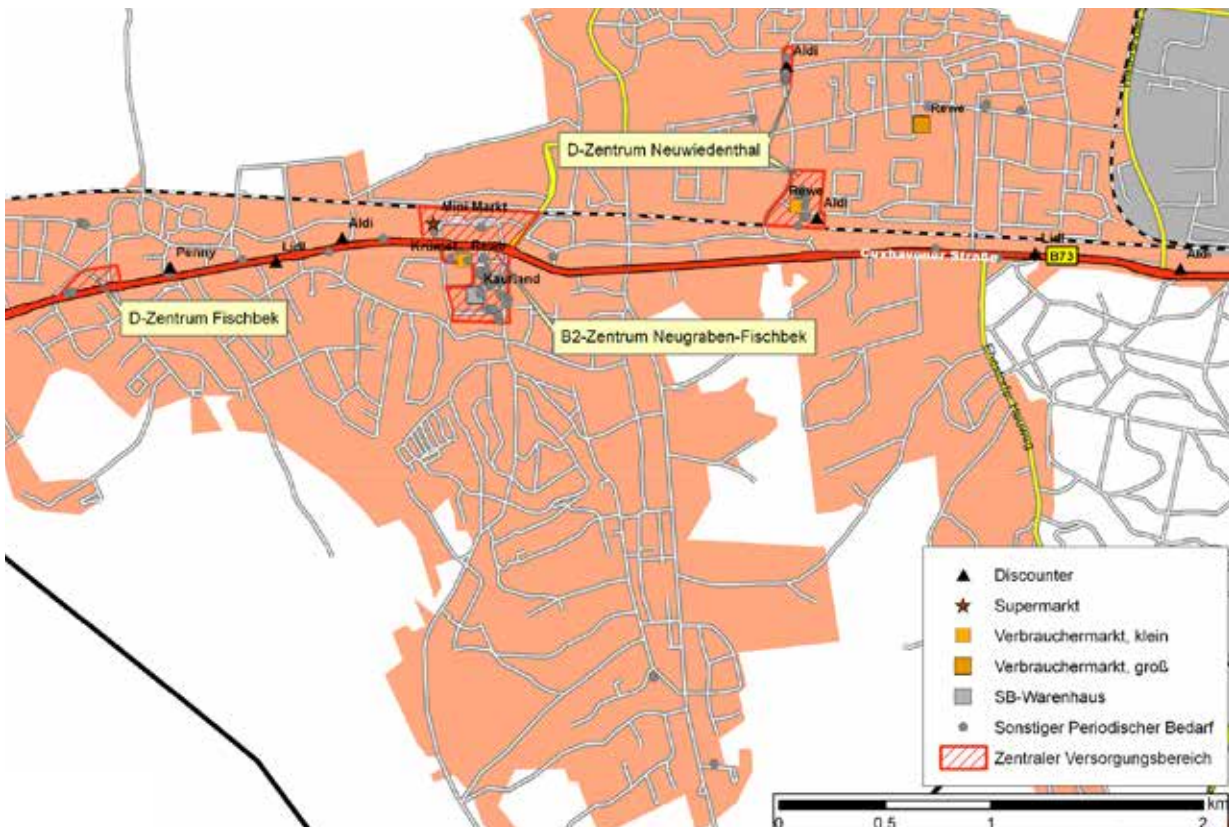 Aldi
Rewe
D-Zentrum Neuwiedenthal
Rewe
Aldi
Mini Markt
Aldi
Lidl
Penny
Rewe
Kaufland
Lidl
B73
Aldi
Cuxhavener Straße
D-Zentrum Fischbek
B2-Zentrum Neugraben-Fischbek
Discounter
Supermarkt
Verbrauchermarkt, klein
Verbrauchermarkt, groß
SB-Warenhaus
Sonstiger Periodischer Bedarf
Zentraler Versorgungsbereich
km
0 0,5 1 2